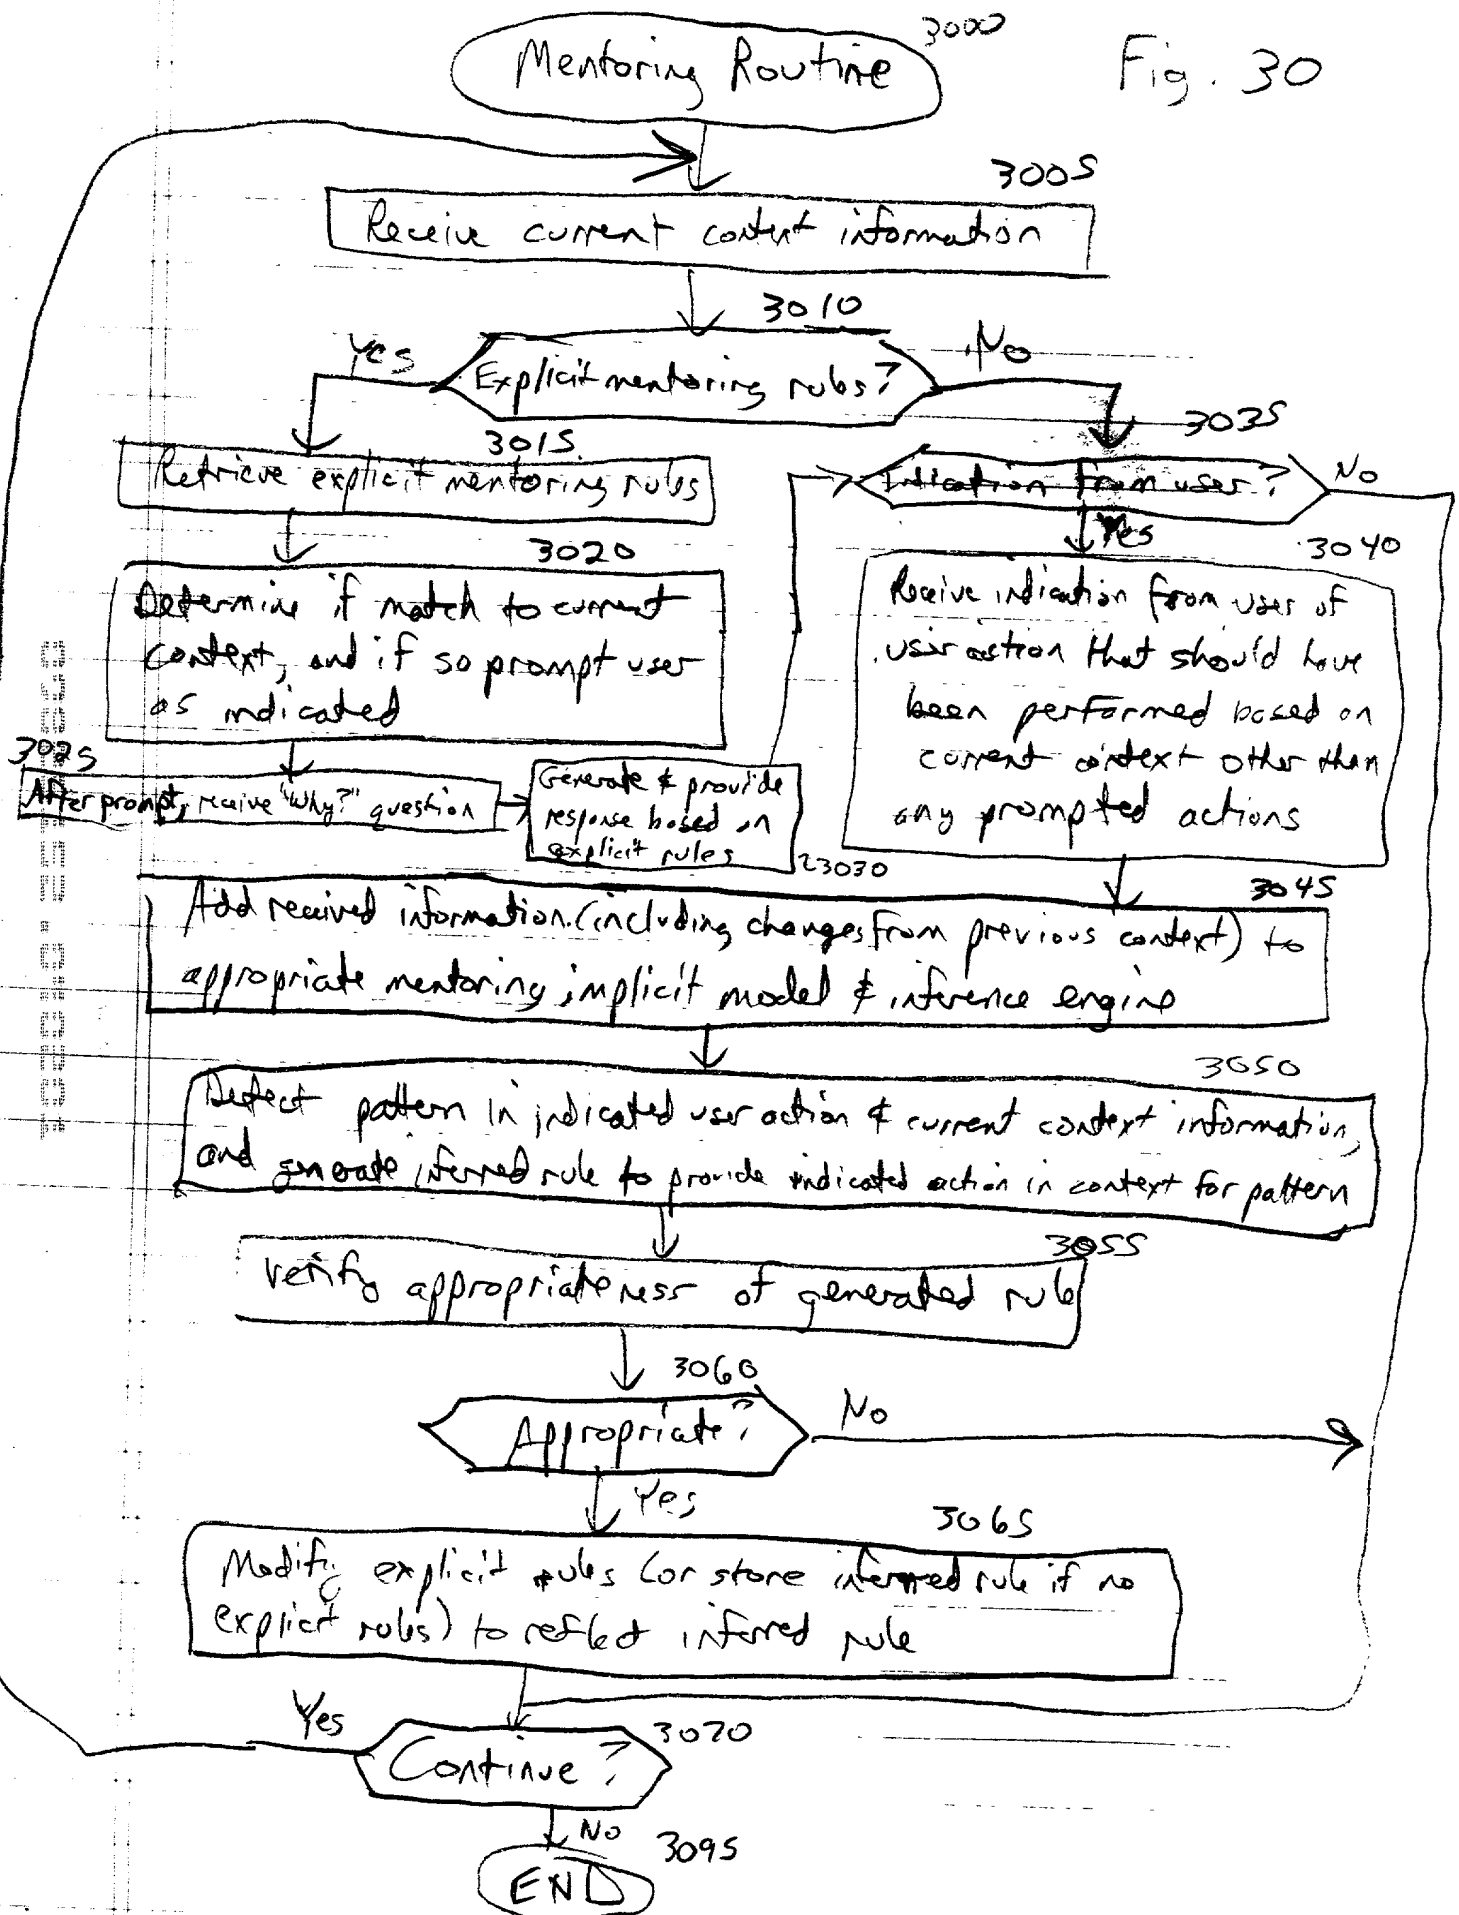 3000
Mentoring Routine
Fig. 30
3005
Receive current context information
3010
Yes
Explicit mentoring rules?
No
3015
Retrieve explicit mentoring rules
3035
Indication from user?
No
Yes
3020
Determine if match to current
context, and if so prompt user
as indicated
3040
Receive indication from user of
user action that should have
been performed based on
current context other than
any prompted actions
3025
After prompt, receive "Why?" question
Generate & provide
response based on
explicit rules
3030
3045
Add received information (including changes from previous context) to
appropriate mentoring implicit model & inference engine
3050
Detect pattern in indicated user action & current context information,
and generate inferred rule to provide indicated action in context for pattern
3055
Verify appropriateness of generated rule
3060
Appropriate?
No
Yes
3065
Modify explicit rules (or store inferred rule if no
explicit rules) to reflect inferred rule
Yes
Continue?
3070
No
3095
END